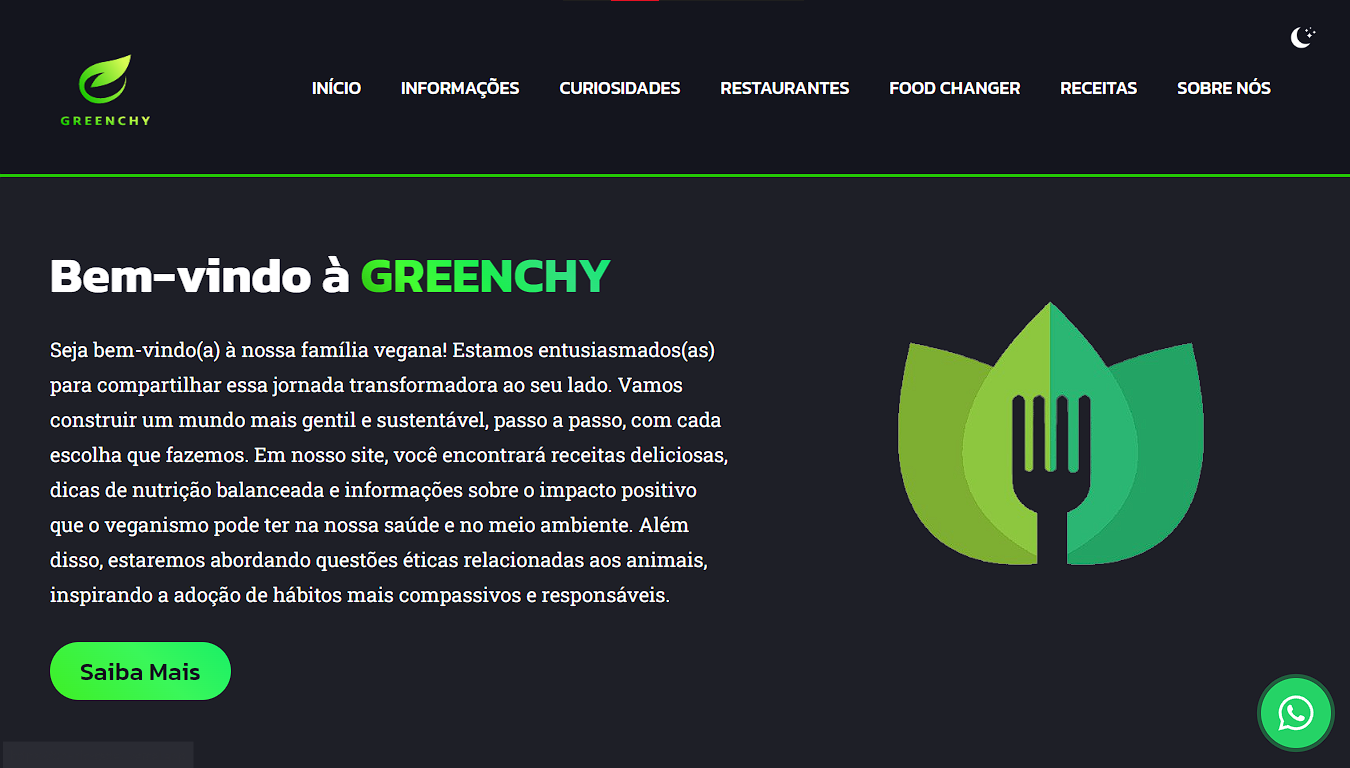 GREENCHY
INÍCIO
INFORMAÇÕES
CURIOSIDADES
RESTAURANTES
FOOD CHANGER
RECEITAS
SOBRE NÓS
Bem-vindo à GREENCHY
Seja bem-vindo(a) à nossa família vegana! Estamos entusiasmados(as)
para compartilhar essa jornada transformadora ao seu lado. Vamos
construir um mundo mais gentil e sustentável, passo a passo, com cada
escolha que fazemos. Em nosso site, você encontrará receitas deliciosas,
dicas de nutrição balanceada e informações sobre o impacto positivo
que o veganismo pode ter na nossa saúde e no meio ambiente. Além
disso, estaremos abordando questões éticas relacionadas aos animais,
inspirando a adoção de hábitos mais compassivos e responsáveis.
Saiba Mais